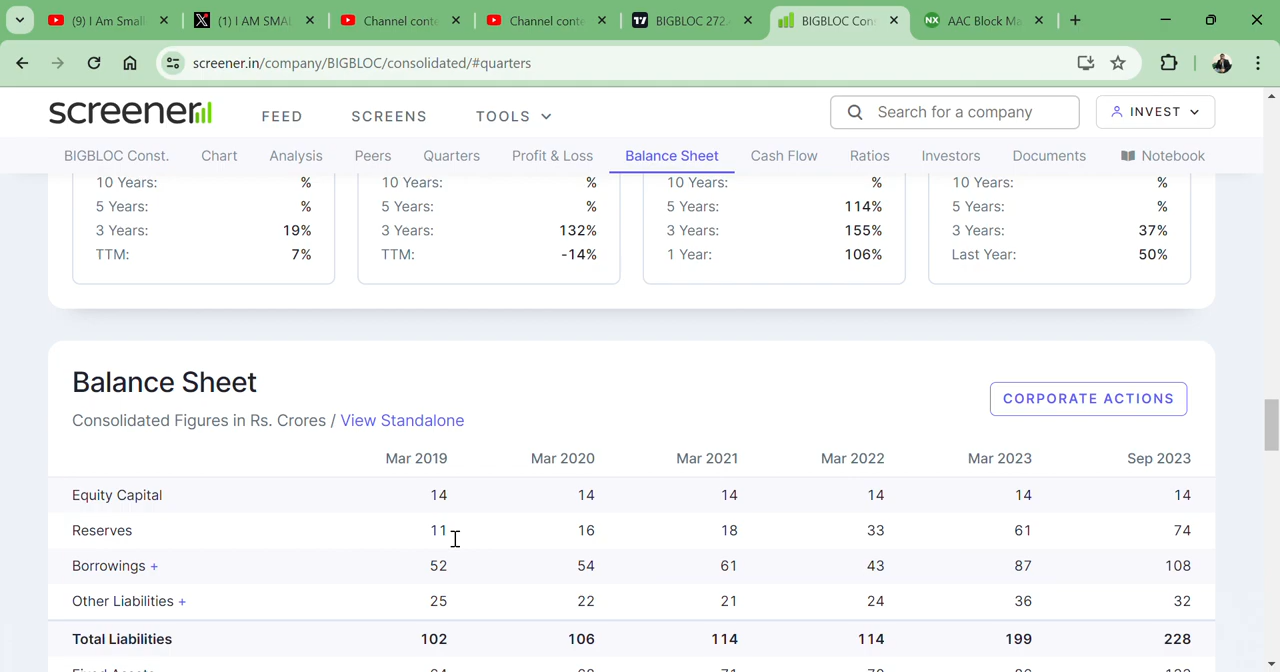 (9) I Am Small
(1) I AM SMAL
Channel conte
Channel conte
BIGBLOC 272.
BIGBLOC Con
AAC Block Ma
screener.in/company/BIGBLOC/consolidated/#quarters
screener FEED SCREENS TOOLS Search for a company INVEST
BIGBLOC Const. Chart Analysis Peers Quarters Profit & Loss Balance Sheet Cash Flow Ratios Investors Documents Notebook
10 Years: % 10 Years: % 10 Years: % 10 Years: %
5 Years: % 5 Years: % 5 Years: 114% 5 Years: %
3 Years: 19% 3 Years: 132% 3 Years: 155% 3 Years: 37%
TTM: 7% TTM: -14% 1 Year: 106% Last Year: 50%
Balance Sheet
CORPORATE ACTIONS
Consolidated Figures in Rs. Crores / View Standalone
Mar 2019 Mar 2020 Mar 2021 Mar 2022 Mar 2023 Sep 2023
Equity Capital 14 14 14 14 14 14
Reserves 11 16 18 33 61 74
Borrowings + 52 54 61 43 87 108
Other Liabilities + 25 22 21 24 36 32
Total Liabilities 102 106 114 114 199 228